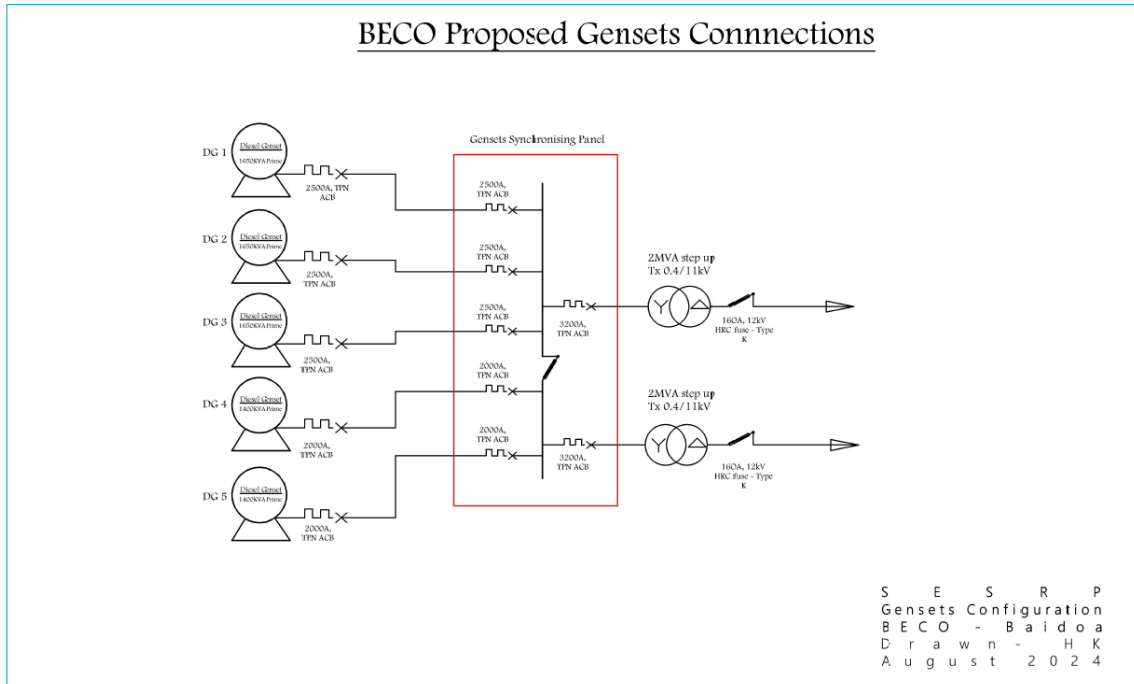 BECO Proposed Gensets Connnections
Gensets Synchronising Panel
DG 1
Diesel Genset
1650KVA Prime
2500A, TPN
ACB
2500A,
TPN ACB
DG 2
Diesel Genset
1650KVA Prime
2500A,
TPN ACB
2500A,
TPN ACB
2MVA step up
Tx 0.4/11kV
DG 3
Diesel Genset
1650KVA Prime
2500A,
TPN ACB
2500A,
TPN ACB
3200A,
TPN ACB
160A, 12kV
HRC fuse - Type
K
DG 4
Diesel Genset
1400KVA Prime
2000A,
TPN ACB
2000A,
TPN ACB
2MVA step up
Tx 0.4/11kV
DG 5
Diesel Genset
1400KVA Prime
2000A,
TPN ACB
2000A,
TPN ACB
3200A,
TPN ACB
160A, 12kV
HRC fuse - Type
K
SESRP
Gensets Configuration
BECO - Baidoa
Drawn- HK
August 2024